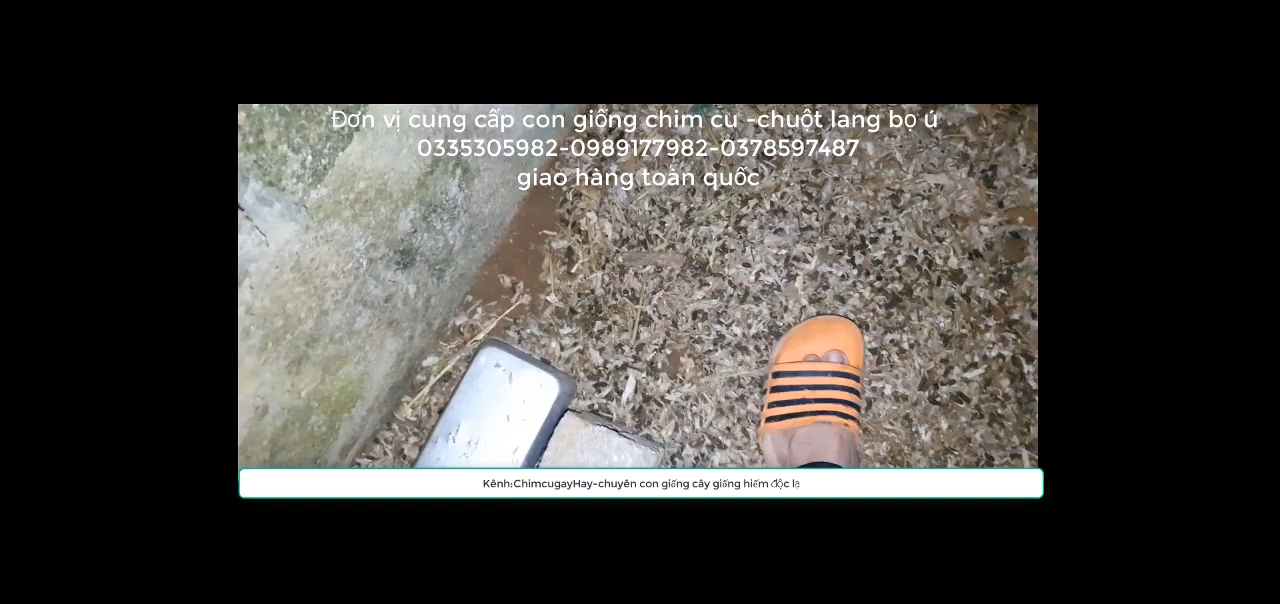 Đơn vị cung cấp con giống chim cu -chuột lang bọ ú
0335305982-0989177982-0378597487
giao hàng toàn quốc
Kênh:ChimcugayHay-chuyên con giống cây giống hiếm độc lạ